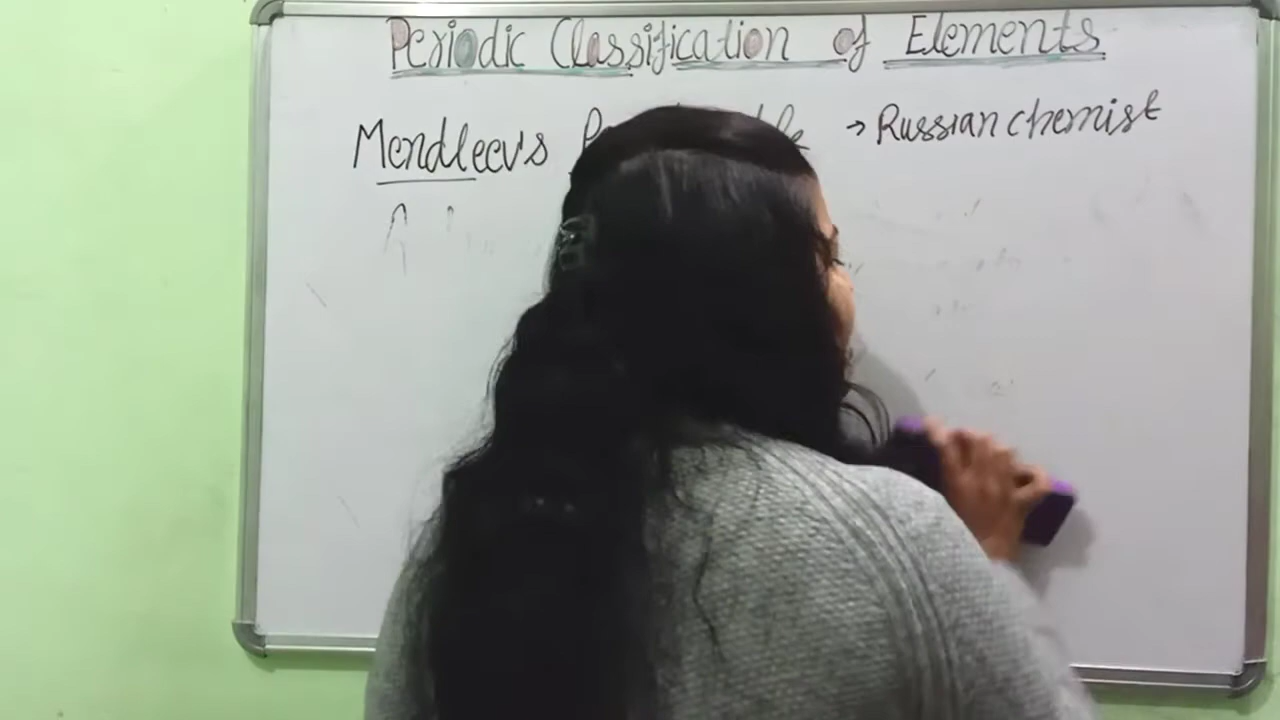 Periodic Classification of Elements
Mendleev's → Russian chemist